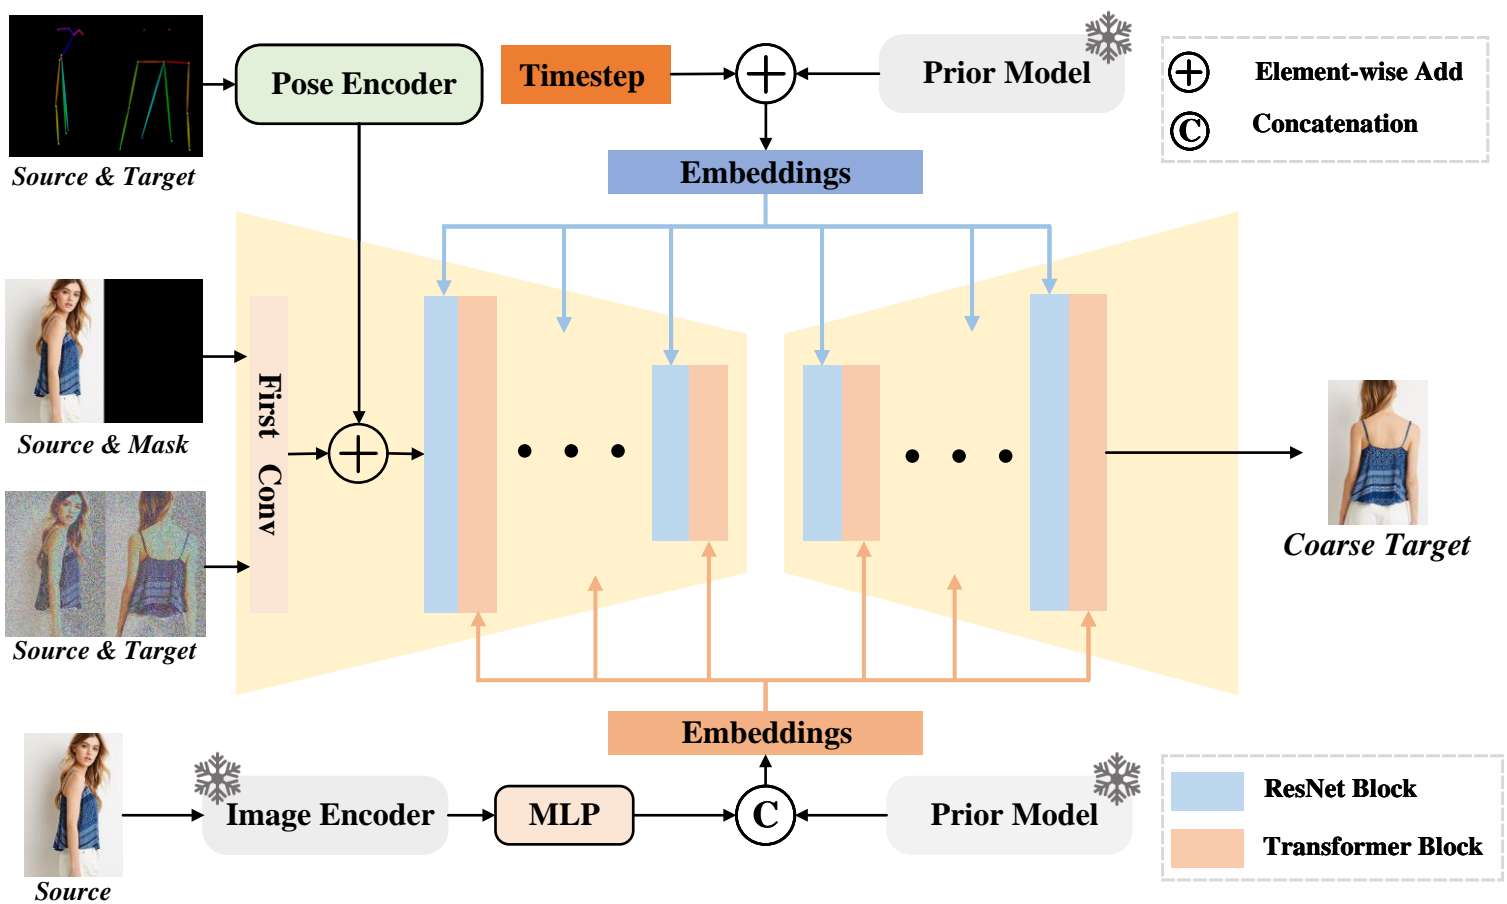 Pose Encoder
Timestep
Prior Model
Element-wise Add
C
Concatenation
Source & Target
Embeddings
First Conv
Source & Mask
Coarse Target
Source & Target
Embeddings
Image Encoder
MLP
C
Prior Model
ResNet Block
Transformer Block
Source